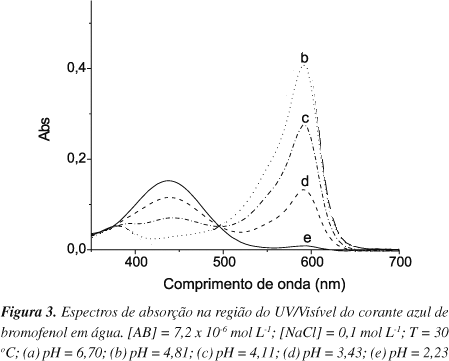 0,4
b
c
Abs
0,2
d
e
0,0
400
500
600
700
Comprimento de onda (nm)
Figura 3. Espectros de absorção na região do UV/Visível do corante azul de
bromofenol em água. [AB] = 7,2 x 10-6 mol L-1; [NaCl] = 0,1 mol L-1; T = 30
oC; (a) pH = 6,70; (b) pH = 4,81; (c) pH = 4,11; (d) pH = 3,43; (e) pH = 2,23